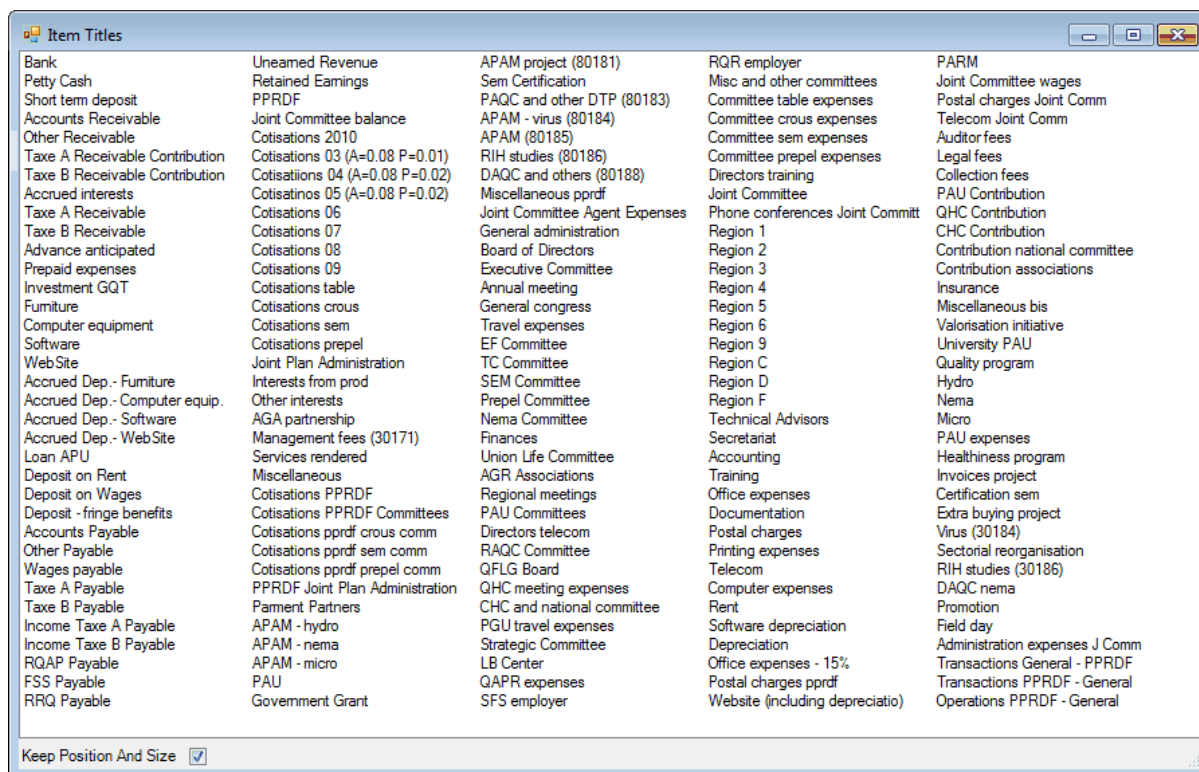 Item Titles
Bank
Petty Cash
Short term deposit
Accounts Receivable
Other Receivable
Taxe A Receivable Contribution
Taxe B Receivable Contribution
Accrued interests
Taxe A Receivable
Taxe B Receivable
Advance anticipated
Prepaid expenses
Investment GQT
Furniture
Computer equipment
Software
WebSite
Accrued Dep.- Furniture
Accrued Dep.- Computer equip.
Accrued Dep.- Software
Accrued Dep.- WebSite
Loan APU
Deposit on Rent
Deposit on Wages
Deposit - fringe benefits
Accounts Payable
Other Payable
Wages payable
Taxe A Payable
Taxe B Payable
Income Taxe A Payable
Income Taxe B Payable
RQAP Payable
FSS Payable
RRQ Payable
Unearned Revenue
Retained Earnings
PPRDF
Joint Committee balance
Cotisations 2010
Cotisations 03 (A=0.08 P=0.01)
Cotisatiions 04 (A=0.08 P=0.02)
Cotisatinos 05 (A=0.08 P=0.02)
Cotisations 06
Cotisations 07
Cotisations 08
Cotisations 09
Cotisations table
Cotisations crous
Cotisations sem
Cotisations prepel
Joint Plan Administration
Interests from prod
Other interests
AGA partnership
Management fees (30171)
Services rendered
Miscellaneous
Cotisations PPRDF
Cotisations PPRDF Committees
Cotisations pprdf crous comm
Cotisations pprdf sem comm
Cotisations pprdf prepel comm
PPRDF Joint Plan Administration
Parment Partners
APAM - hydro
APAM - nema
APAM - micro
PAU
Government Grant
APAM project (80181)
Sem Certification
PAQC and other DTP (80183)
APAM - virus (80184)
APAM (80185)
RIH studies (80186)
DAQC and others (80188)
Miscellaneous pprdf
Joint Committee Agent Expenses
General administration
Board of Directors
Executive Committee
Annual meeting
General congress
Travel expenses
EF Committee
TC Committee
SEM Committee
Prepel Committee
Nema Committee
Finances
Union Life Committee
AGR Associations
Regional meetings
PAU Committees
Directors telecom
RAQC Committee
QFLG Board
QHC meeting expenses
CHC and national committee
PGU travel expenses
Strategic Committee
LB Center
QAPR expenses
SFS employer
RQR employer
Misc and other committees
Committee table expenses
Committee crous expenses
Committee sem expenses
Committee prepel expenses
Directors training
Joint Committee
Phone conferences Joint Committ
Region 1
Region 2
Region 3
Region 4
Region 5
Region 6
Region 9
Region C
Region D
Region F
Technical Advisors
Secretariat
Accounting
Training
Office expenses
Documentation
Postal charges
Printing expenses
Telecom
Computer expenses
Rent
Software depreciation
Depreciation
Office expenses - 15%
Postal charges pprdf
Website (including depreciatio)
PARM
Joint Committee wages
Postal charges Joint Comm
Telecom Joint Comm
Auditor fees
Legal fees
Collection fees
PAU Contribution
QHC Contribution
CHC Contribution
Contribution national committee
Contribution associations
Insurance
Miscellaneous bis
Valorisation initiative
University PAU
Quality program
Hydro
Nema
Micro
PAU expenses
Healthiness program
Invoices project
Certification sem
Extra buying project
Virus (30184)
Sectorial reorganisation
RIH studies (30186)
DAQC nema
Promotion
Field day
Administration expenses J Comm
Transactions General - PPRDF
Transactions PPRDF - General
Operations PPRDF - General
Keep Position And Size